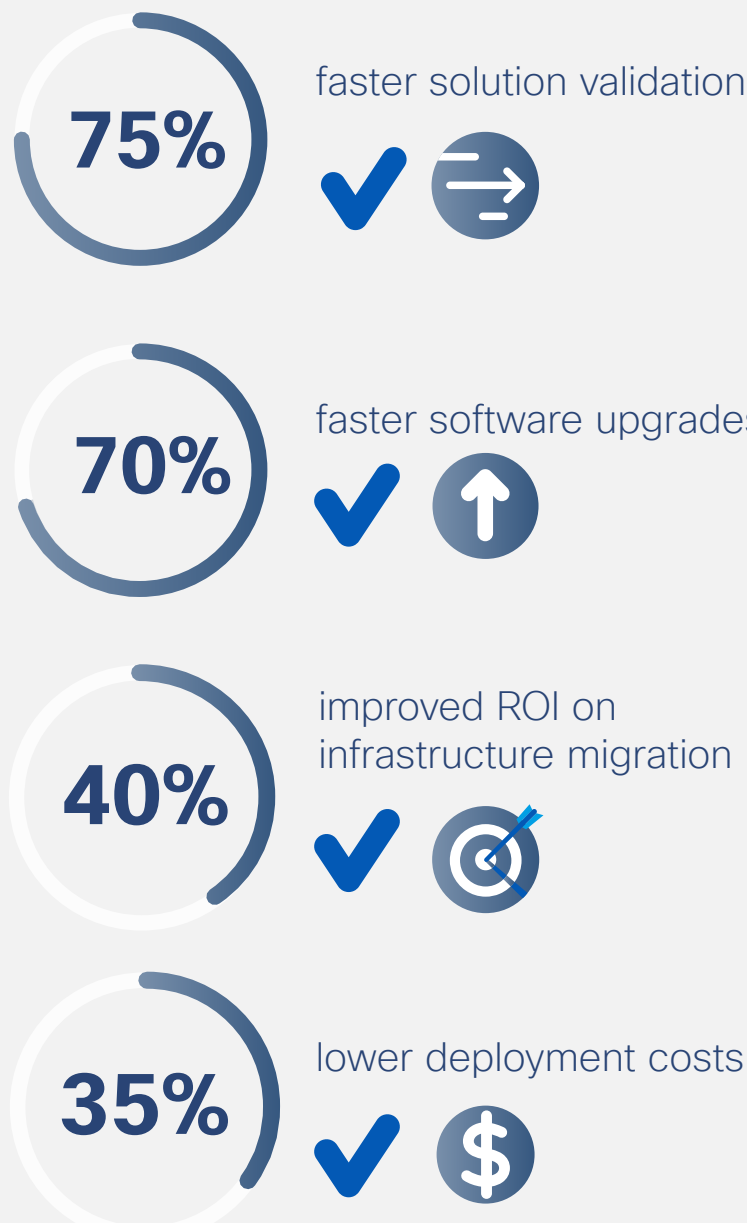 75%
faster solution validation
70%
faster software upgrades
40%
improved ROI on
infrastructure migration
35%
lower deployment costs
$